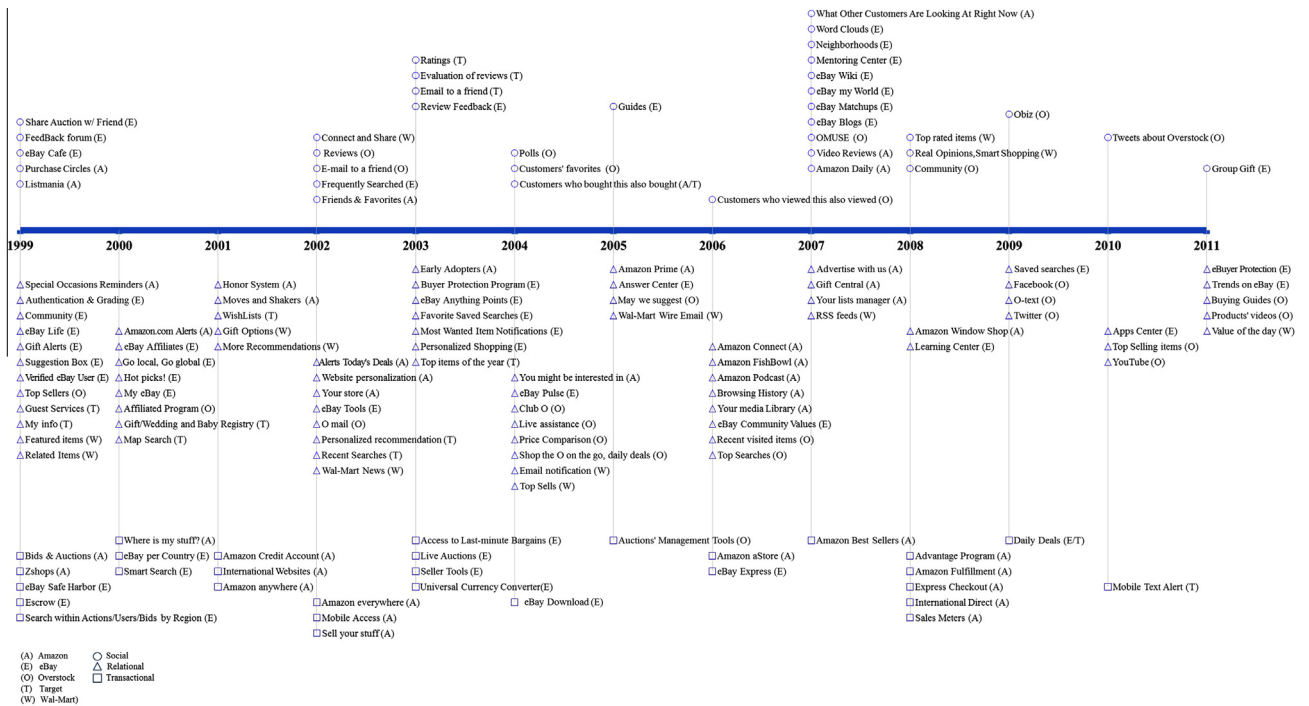 What Other Customers Are Looking At Right Now (A)
Word Clouds (E)
Neighborhoods (E)
Mentoring Center (E)
eBay Wiki (E)
eBay my World (E)
eBay Matchups (E)
eBay Blogs (E)
OMUSE (O)
Video Reviews (A)
Amazon Daily (A)
Ratings (T)
Evaluation of reviews (T)
Email to a friend (T)
Review Feedback (E)
Guides (E)
Obiz (O)
Share Auction w/ Friend (E)
FeedBack forum (E)
eBay Cafe (E)
Purchase Circles (A)
Listmania (A)
Connect and Share (W)
Reviews (O)
E-mail to a friend (O)
Frequently Searched (E)
Friends & Favorites (A)
Polls (O)
Customers' favorites (O)
Customers who bought this also bought (A/T)
Customers who viewed this also viewed (O)
Top rated items (W)
Real Opinions,Smart Shopping (W)
Community (O)
Tweets about Overstock (O)
Group Gift (E)
1999 2000 2001 2002 2003 2004 2005 2006 2007 2008 2009 2010 2011
Special Occasions Reminders (A)
Authentication & Grading (E)
Community (E)
eBay Life (E)
Gift Alerts (E)
Suggestion Box (E)
Verified eBay User (E)
Top Sellers (O)
Guest Services (T)
My info (T)
Featured items (W)
Related Items (W)
Amazon.com Alerts (A)
eBay Affiliates (E)
Go local, Go global (E)
Hot picks! (E)
My eBay (E)
Affiliated Program (O)
Gift/Wedding and Baby Registry (T)
Map Search (T)
Honor System (A)
Moves and Shakers (A)
WishLists (T)
Gift Options (W)
More Recommendations (W)
Alerts Today's Deals (A)
Website personalization (A)
Your store (A)
eBay Tools (E)
O mail (O)
Personalized recommendation (T)
Recent Searches (T)
Wal-Mart News (W)
Early Adopters (A)
Buyer Protection Program (E)
eBay Anything Points (E)
Favorite Saved Searches (E)
Most Wanted Item Notifications (E)
Personalized Shopping (E)
Top items of the year (T)
You might be interested in (A)
eBay Pulse (E)
Club O (O)
Live assistance (O)
Price Comparison (O)
Shop the O on the go, daily deals (O)
Email notification (W)
Top Sells (W)
Amazon Prime (A)
Answer Center (E)
May we suggest (O)
Wal-Mart Wire Email (W)
Amazon Connect (A)
Amazon FishBowl (A)
Amazon Podcast (A)
Browsing History (A)
Your media Library (A)
eBay Community Values (E)
Recent visited items (O)
Top Searches (O)
Advertise with us (A)
Gift Central (A)
Your lists manager (A)
RSS feeds (W)
Amazon Window Shop (A)
Learning Center (E)
Saved searches (E)
Facebook (O)
O-text (O)
Twitter (O)
Apps Center (E)
Top Selling items (O)
YouTube (O)
eBuyer Protection (E)
Trends on eBay (E)
Buying Guides (O)
Products' videos (O)
Value of the day (W)
Bids & Auctions (A)
Zshops (A)
eBay Safe Harbor (E)
Escrow (E)
Search within Actions/Users/Bids by Region (E)
Where is my stuff? (A)
eBay per Country (E)
Smart Search (E)
Amazon Credit Account (A)
International Websites (A)
Amazon anywhere (A)
Amazon everywhere (A)
Mobile Access (A)
Sell your stuff (A)
Access to Last-minute Bargains (E)
Live Auctions (E)
Seller Tools (E)
Universal Currency Converter(E)
eBay Download (E)
Auctions' Management Tools (O)
Amazon aStore (A)
eBay Express (E)
Amazon Best Sellers (A)
Advantage Program (A)
Amazon Fulfillment (A)
Express Checkout (A)
International Direct (A)
Sales Meters (A)
Daily Deals (E/T)
Mobile Text Alert (T)
(A) Amazon
(E) eBay
(O) Overstock
(T) Target
(W) Wal-Mart)
Social
Relational
Transactional